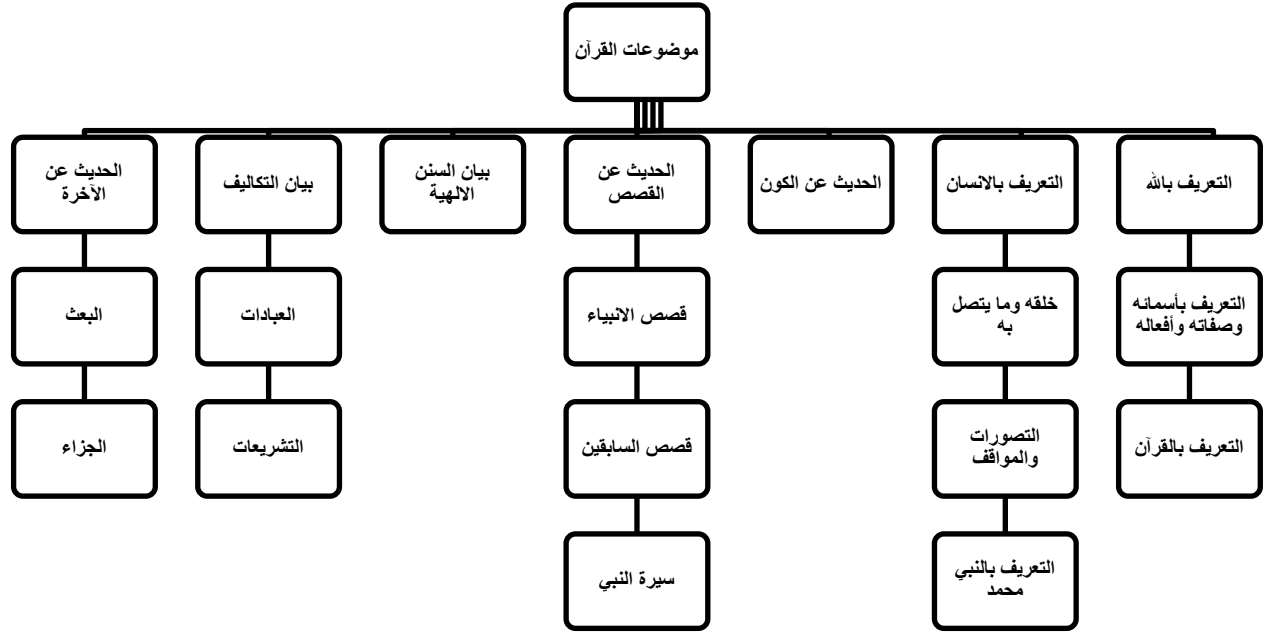 موضوعات القرآن
التعريف بالله
التعريف بالانسان
الحديث عن الكون
الحديث عن
القصص
بيان السنن
الالهية
بيان التكاليف
الحديث عن
الآخرة
التعريف بأسمائه
وصفاته وأفعاله
خلقه وما يتصل
به
قصص الانبياء
العبادات
البعث
التعريف بالقرآن
التصورات
والمواقف
قصص السابقين
التشريعات
الجزاء
التعريف بالنبي
محمد
سيرة النبي